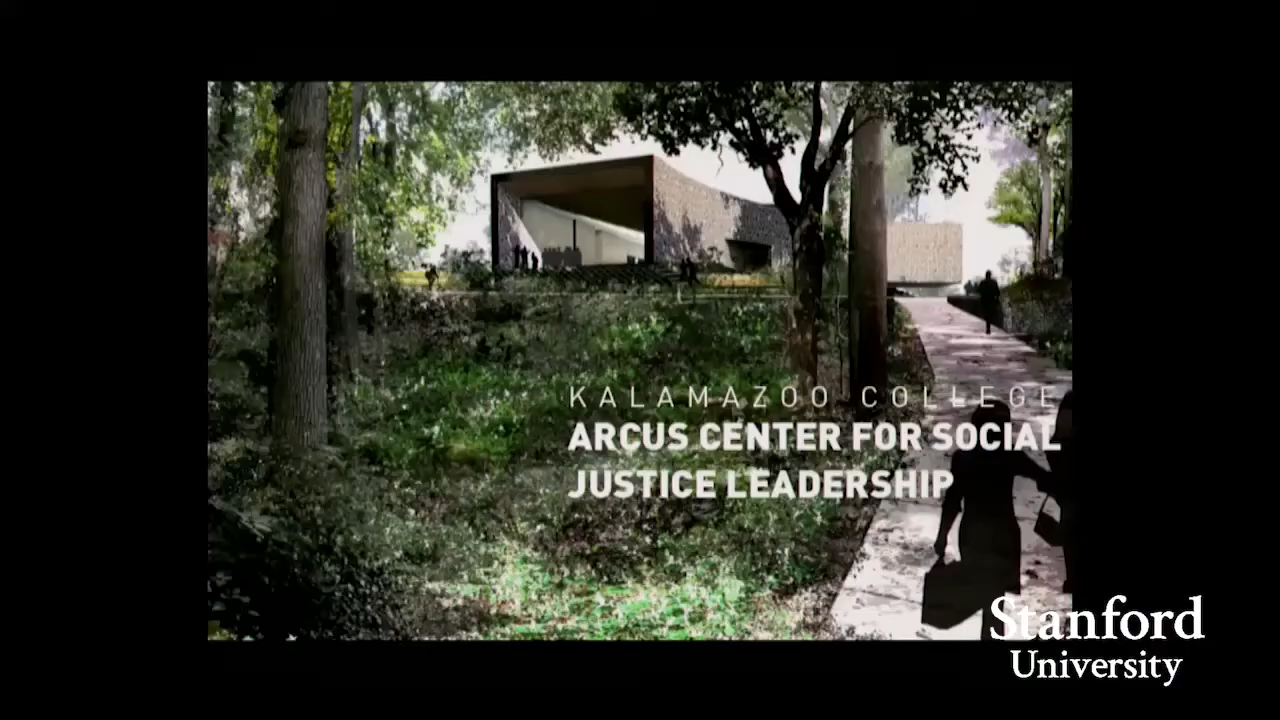 KALAMAZOO COLLEGE
ARCUS CENTER FOR SOCIAL
JUSTICE LEADERSHIP
Stanford
University